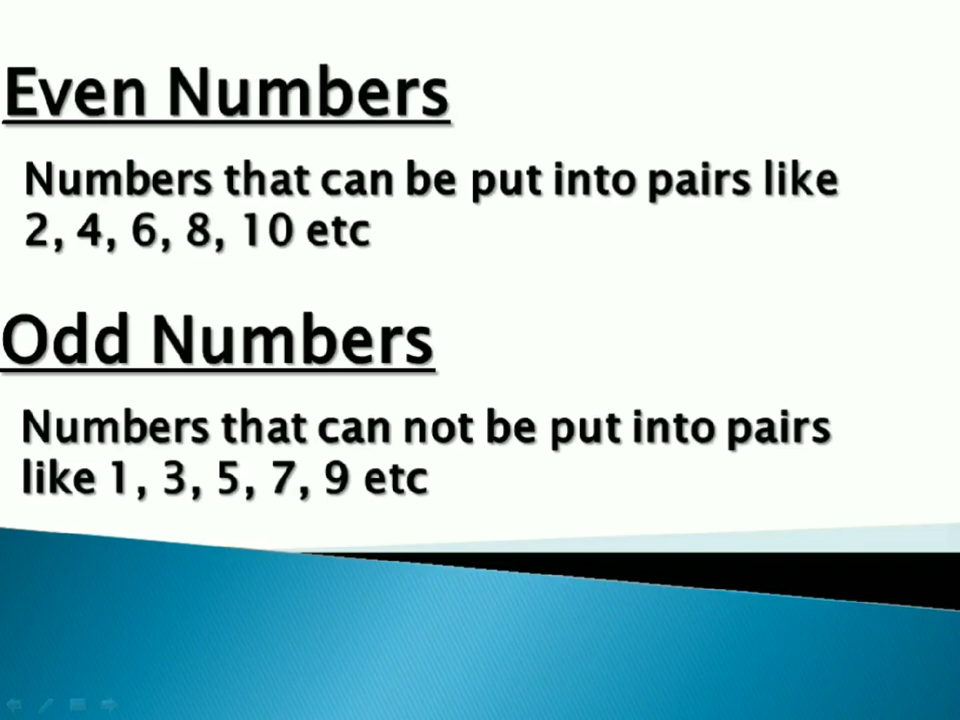 Even Numbers
Numbers that can be put into pairs like
2, 4, 6, 8, 10 etc
Odd Numbers
Numbers that can not be put into pairs
like 1, 3, 5, 7, 9 etc